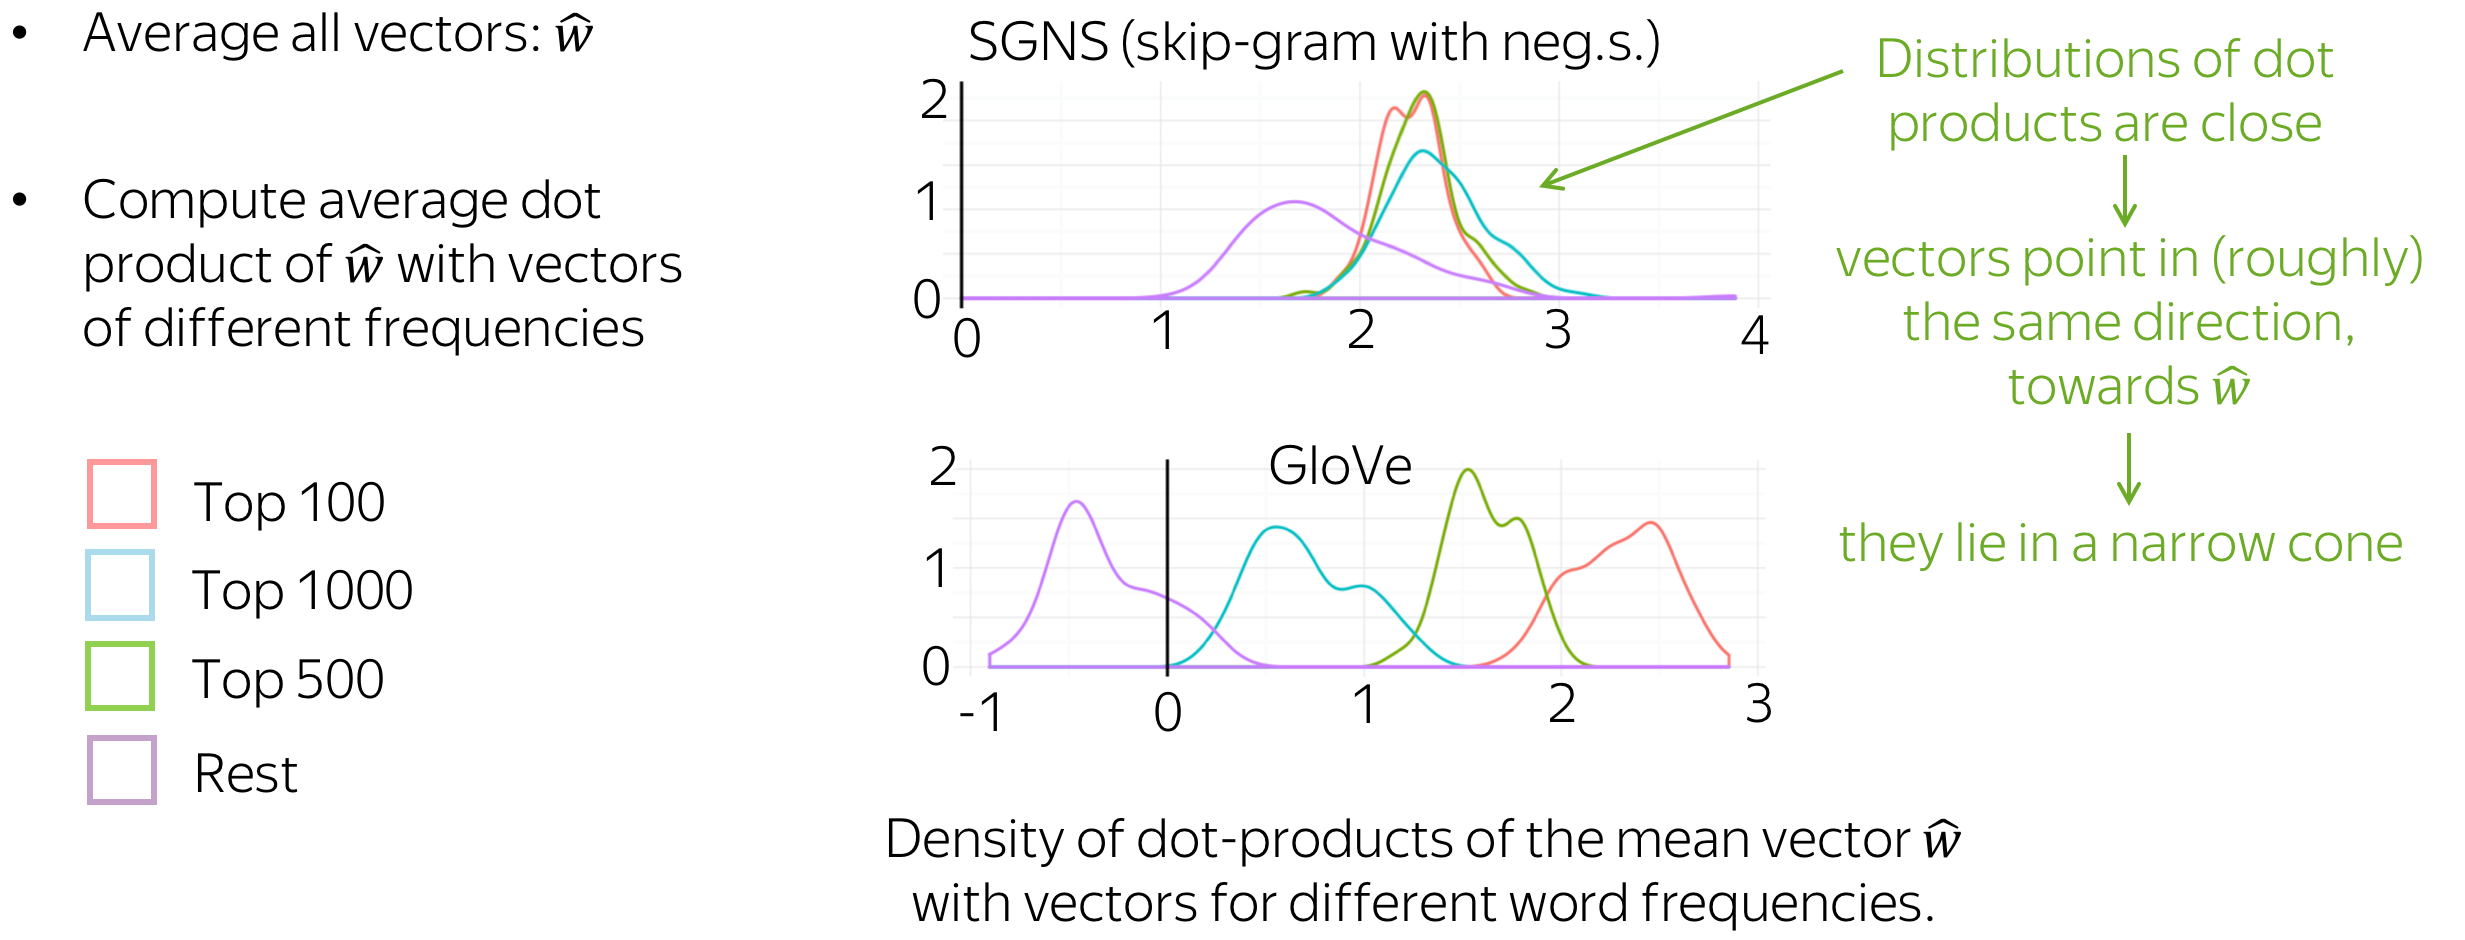 • Average all vectors: ŵ
• Compute average dot
product of ŵ with vectors
of different frequencies
Top 100
Top 1000
Top 500
Rest
SGNS (skip-gram with neg.s.)
2
1
0
0 1 2 3 4
GloVe
2
1
0
-1 0 1 2 3
Density of dot-products of the mean vector ŵ
with vectors for different word frequencies.
Distributions of dot
products are close
vectors point in (roughly)
the same direction,
towards ŵ
they lie in a narrow cone